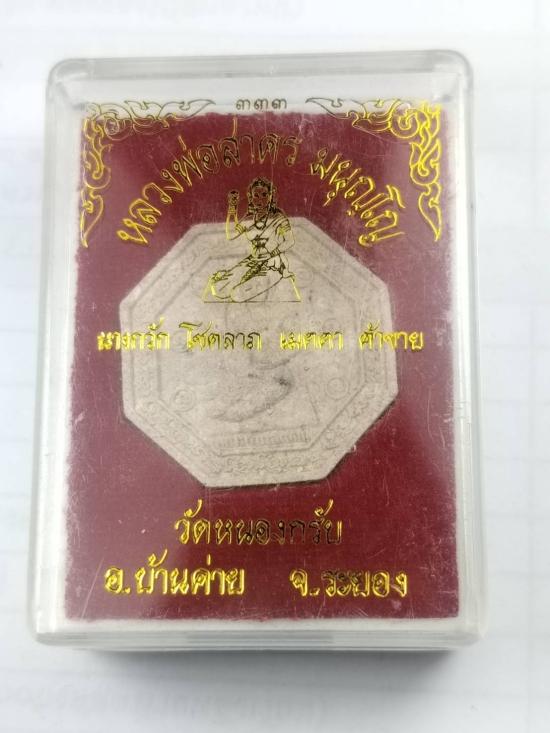 ๓๓๓
หลวงพ่อสาคร มนุญฺโญ
นางกวัก โชคลาภ เมตตา ค้าขาย
วัดหนองกรับ
อ.บ้านค่าย จ.ระยอง